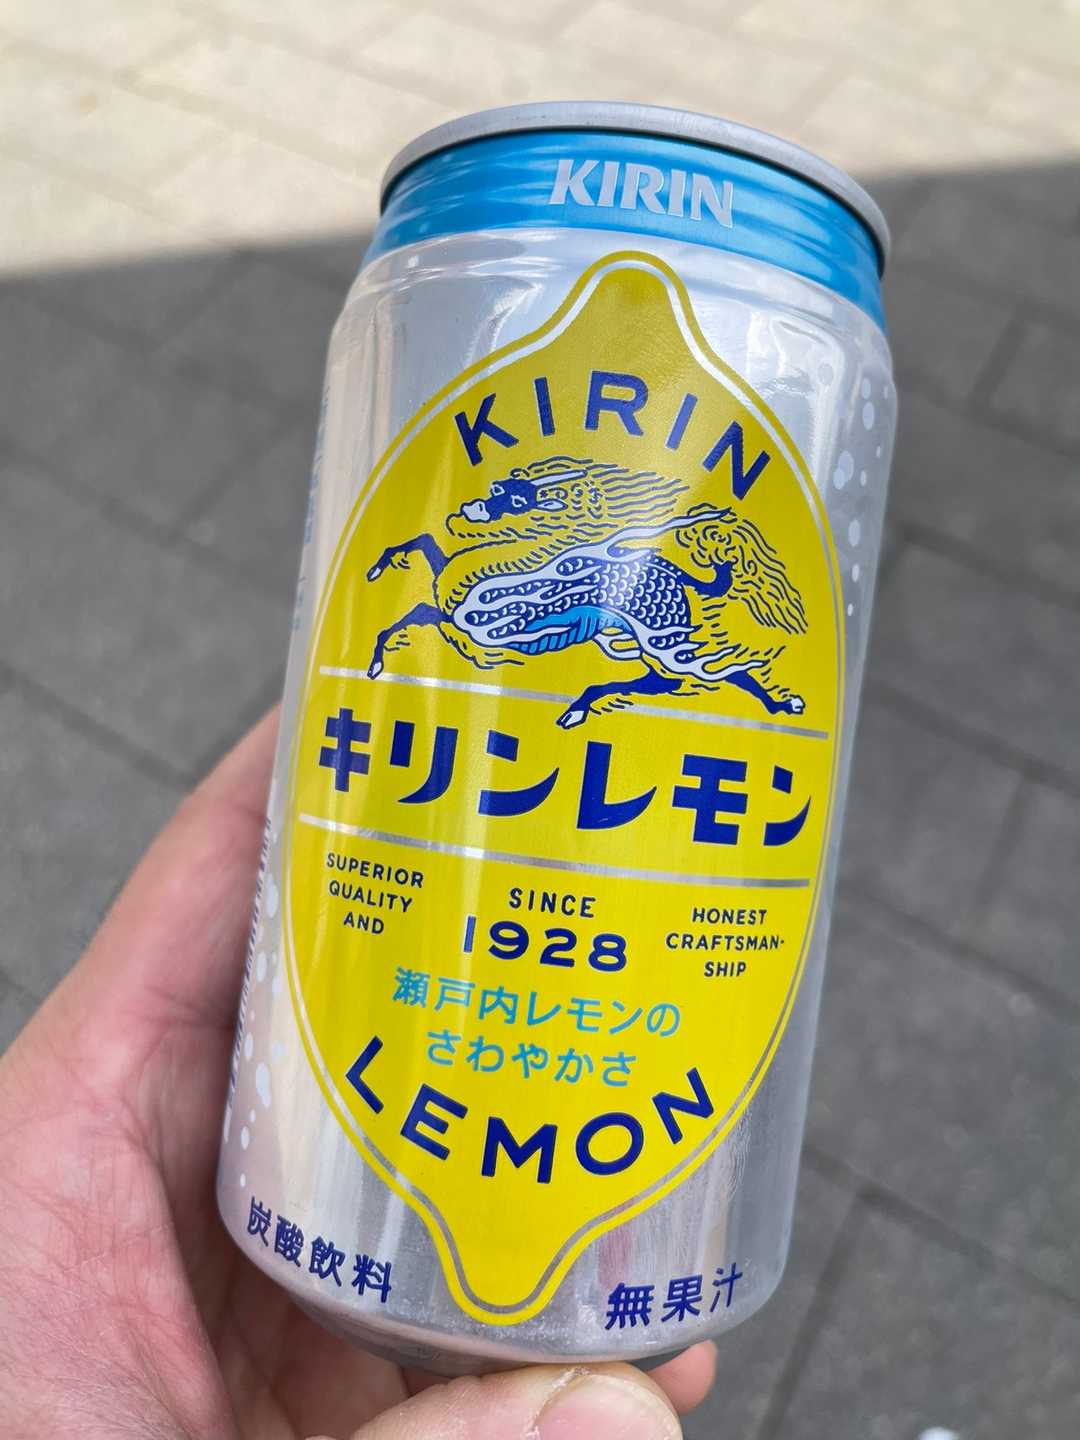 KIRIN
KIRIN
キリンレモン
SUPERIOR
QUALITY
AND
SINCE
1928
HONEST
CRAFTSMAN-
SHIP
瀬戸内レモンの
さわやかさ
LEMON
炭酸飲料
無果汁